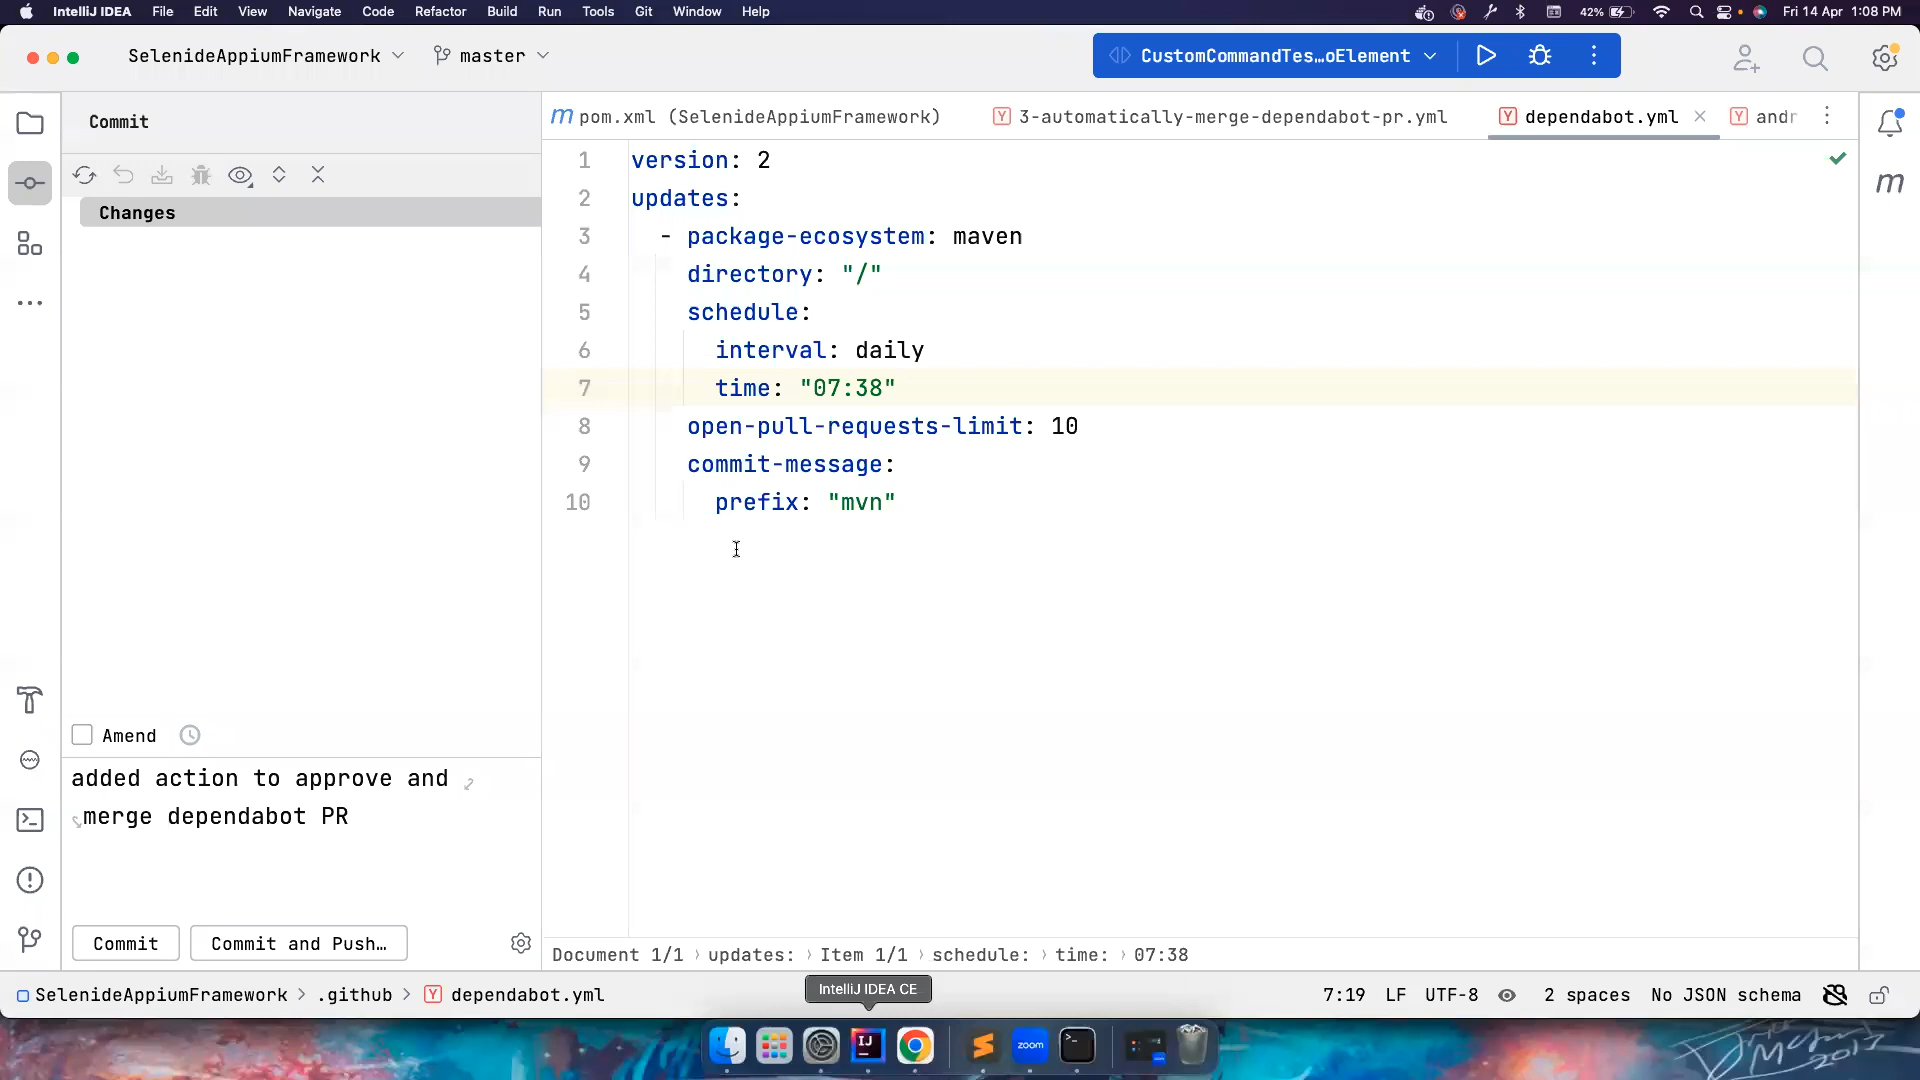 IntelliJ IDEA File Edit View Navigate Code Refactor Build Run Tools Git Window Help 42% Fri 14 Apr 1:08 PM
SelenideAppiumFramework master CustomCommandTes…oElement
Commit
pom.xml (SelenideAppiumFramework) 3-automatically-merge-dependabot-pr.yml dependabot.yml andr
Changes
1 version: 2
2 updates:
3 - package-ecosystem: maven
4 directory: "/"
5 schedule:
6 interval: daily
7 time: "07:38"
8 open-pull-requests-limit: 10
9 commit-message:
10 prefix: "mvn"
Amend
added action to approve and
merge dependabot PR
Commit Commit and Push…
Document 1/1 › updates: › Item 1/1 › schedule: › time: › 07:38
IntelliJ IDEA CE
SelenideAppiumFramework > .github > dependabot.yml 7:19 LF UTF-8 2 spaces No JSON schema
zoom